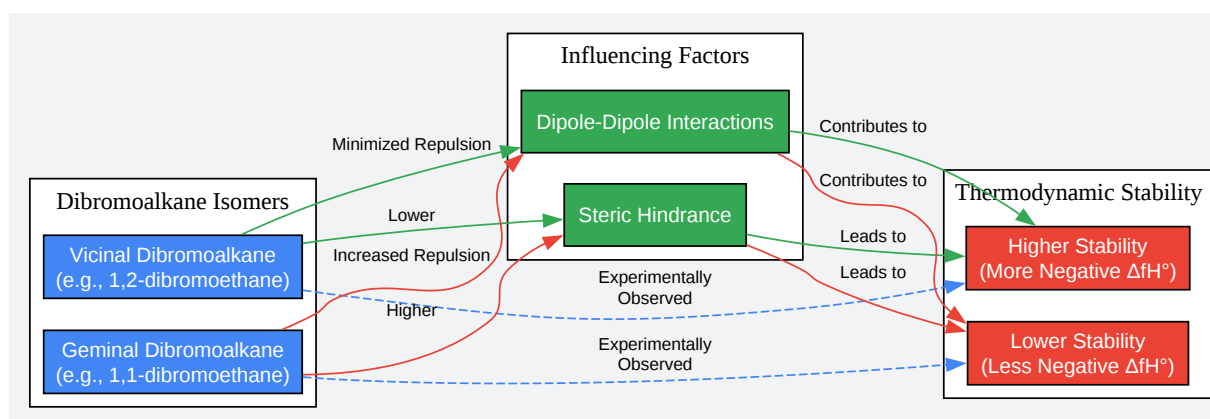 Influencing Factors
Dipole-Dipole Interactions
Contributes to
Minimized Repulsion
Dibromoalkane Isomers
Contributes to
Thermodynamic Stability
Steric Hindrance
Lower
Vicinal Dibromoalkane
(e.g., 1,2-dibromoethane)
Increased Repulsion
Leads to
Leads to
Higher Stability
(More Negative ΔfH°)
Experimentally
Observed
Higher
Geminal Dibromoalkane
(e.g., 1,1-dibromoethane)
Experimentally
Observed
Lower Stability
(Less Negative ΔfH°)